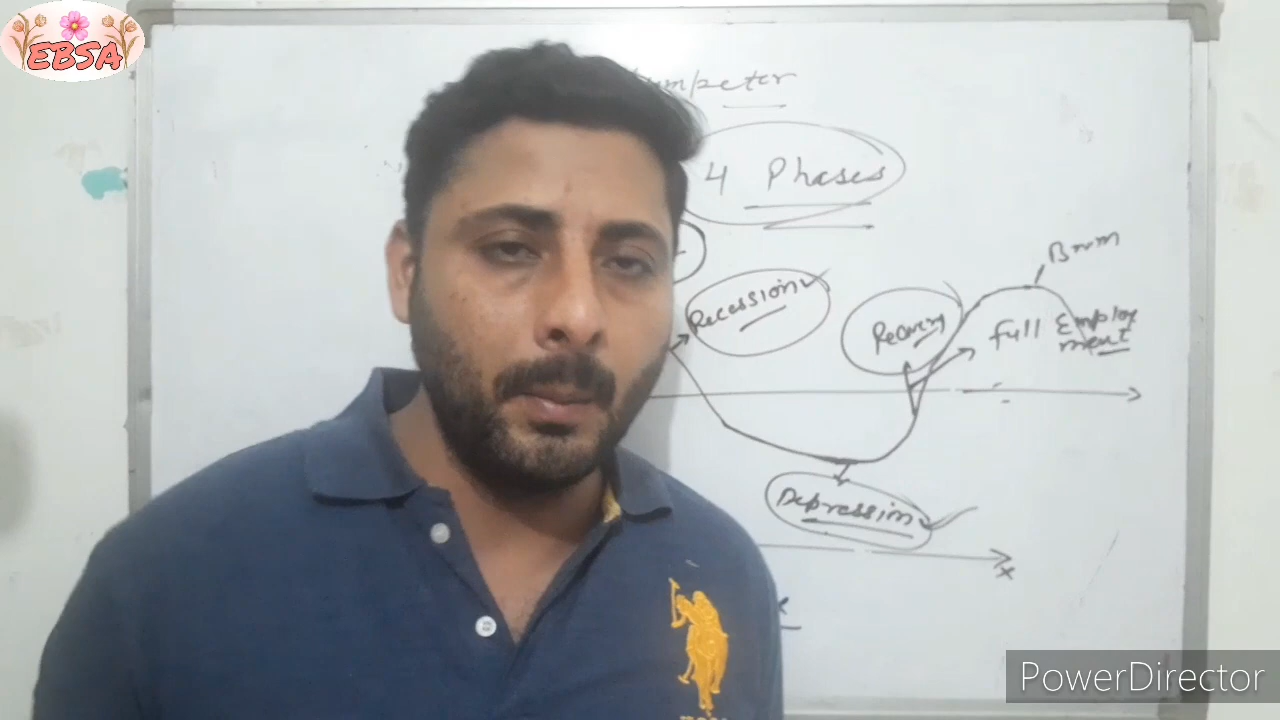 EBSA
umpeter
4 Phases
Recession
Recovery
Boom
full Employ
ment
Depression
x
PowerDirector